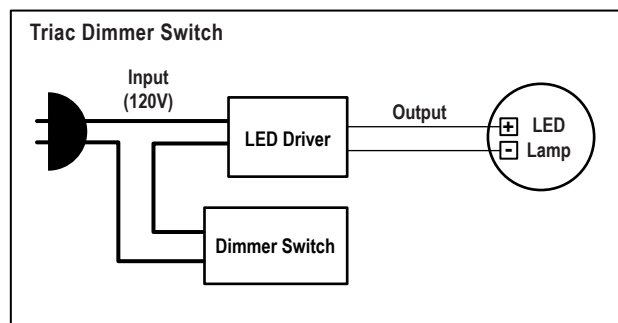 Triac Dimmer Switch
Input
(120V)
LED Driver
Output
+ LED
- Lamp
Dimmer Switch